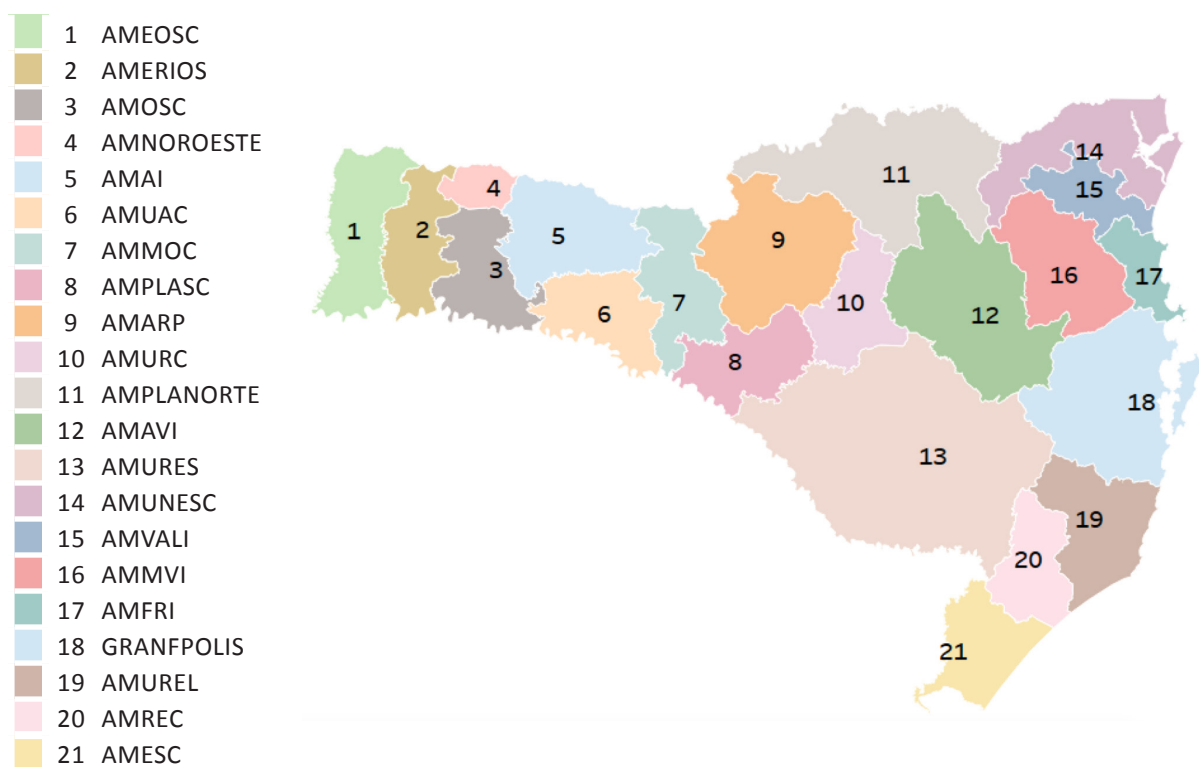 1 AMEOSC
2 AMERIOS
3 AMOSC
4 AMNOROESTE
5 AMAI
6 AMUAC
7 AMMOC
8 AMPLASC
9 AMARP
10 AMURC
11 AMPLANORTE
12 AMAVI
13 AMURES
14 AMUNESC
15 AMVALI
16 AMMVI
17 AMFRI
18 GRANFPOLIS
19 AMUREL
20 AMREC
21 AMESC
14
11
4
15
1
2
5
9
3
16
17
10
6
7
12
8
18
13
19
20
21